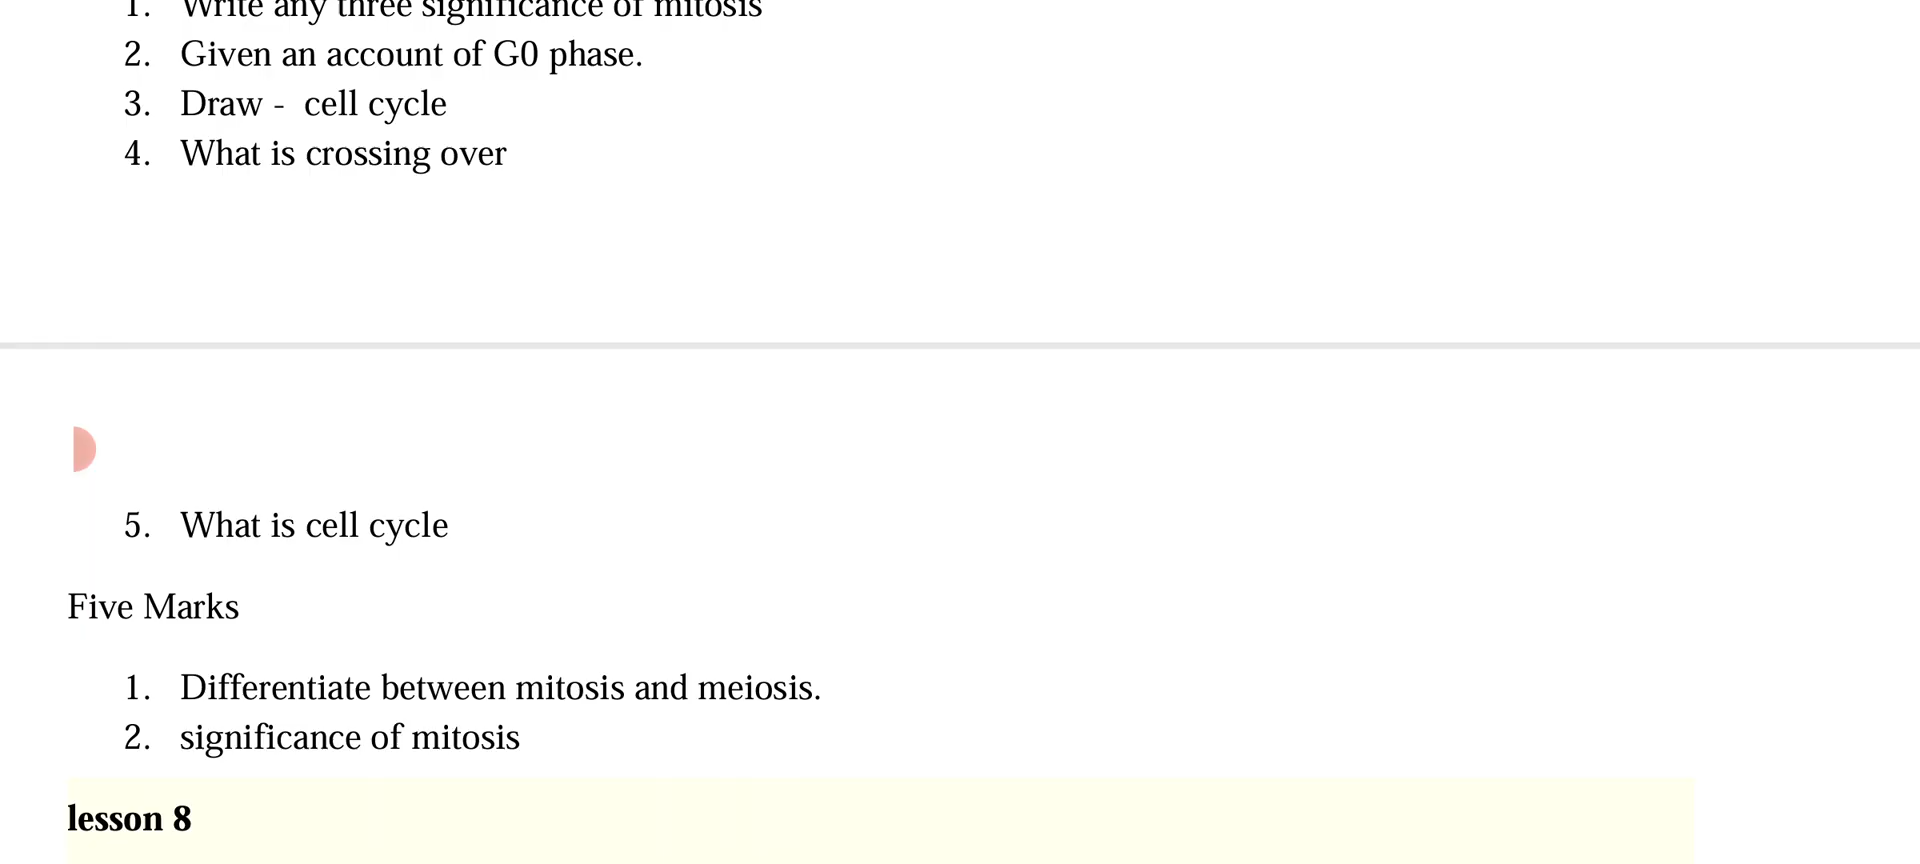 1. Write any three significance of mitosis
2. Given an account of G0 phase.
3. Draw - cell cycle
4. What is crossing over
5. What is cell cycle
Five Marks
1. Differentiate between mitosis and meiosis.
2. significance of mitosis
lesson 8